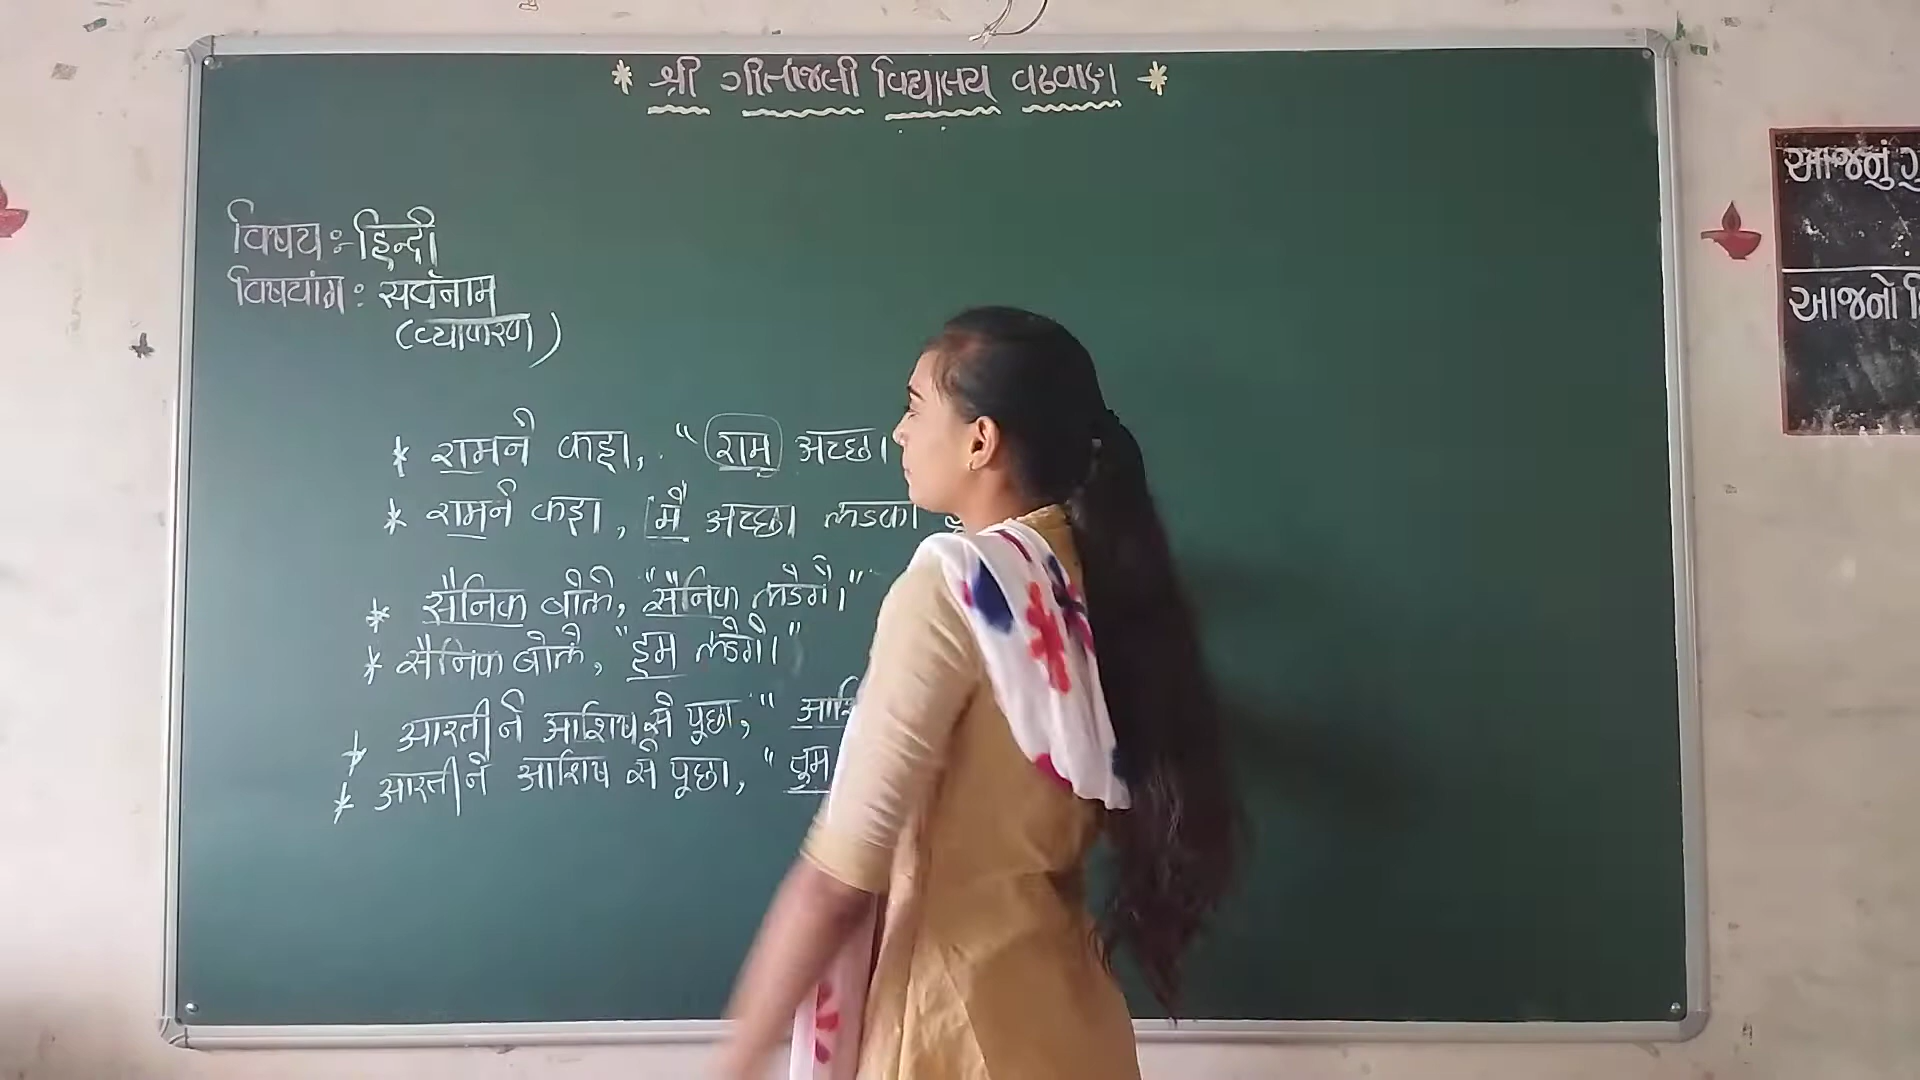 * श्री गीतांजली विद्यालय वढवाण *
विषय :- हिन्दी
विषयांग : सर्वनाम
(व्याकरण)
* रामने कहा, "राम अच्छा
* रामने कहा, मैं अच्छा लडका
* सैनिक बोले, "सैनिक लडेंगे।"
* सैनिक बोले, "हम लडेंगे।"
* आरतीने आशिष से पूछा, "
* आरतीने आशिष से पूछा, "तुम
આજનું
આજનો